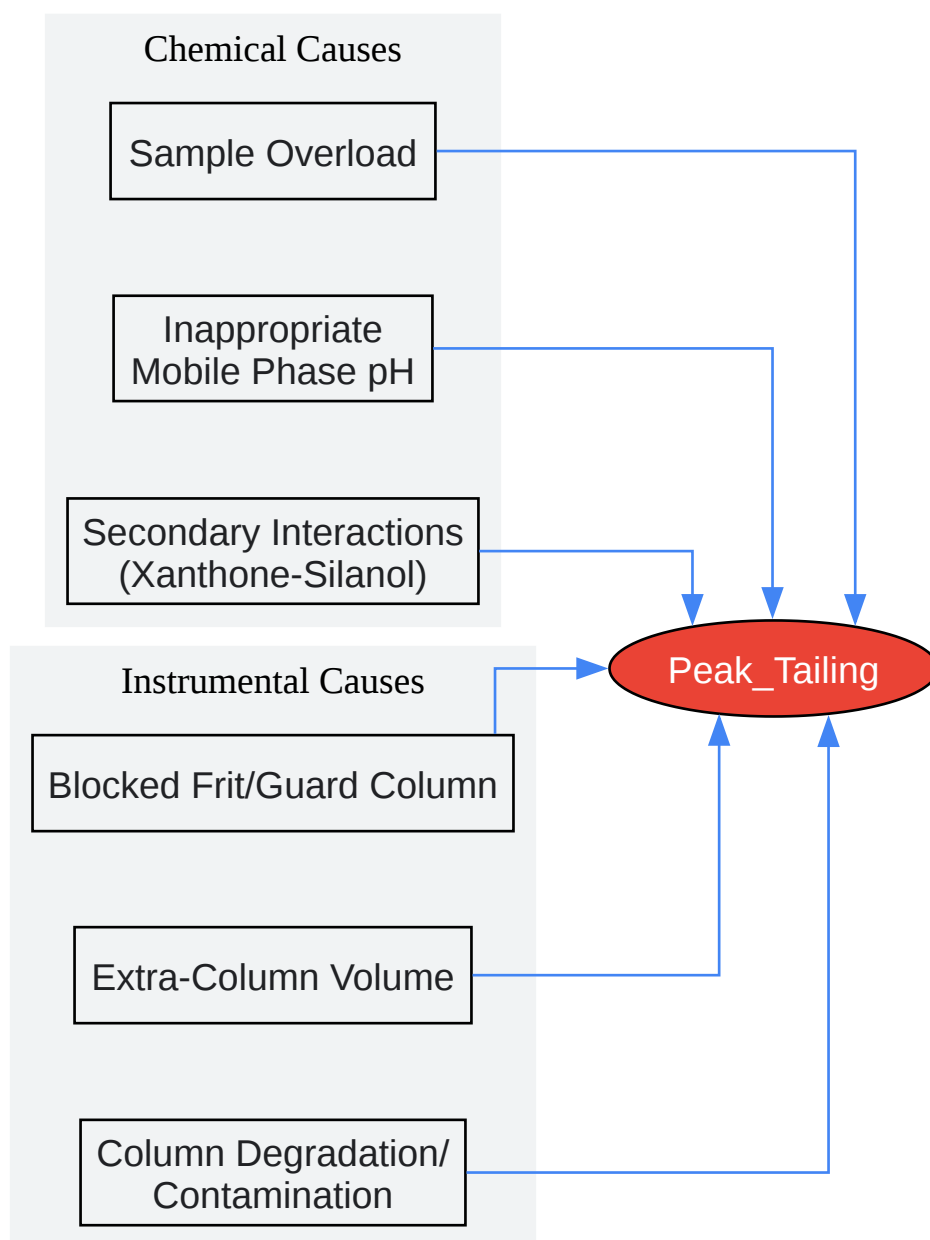 Chemical Causes
Sample Overload
Inappropriate
Mobile Phase pH
Secondary Interactions
(Xanthone-Silanol)
Peak_Tailing
Instrumental Causes
Blocked Frit/Guard Column
Extra-Column Volume
Column Degradation/
Contamination